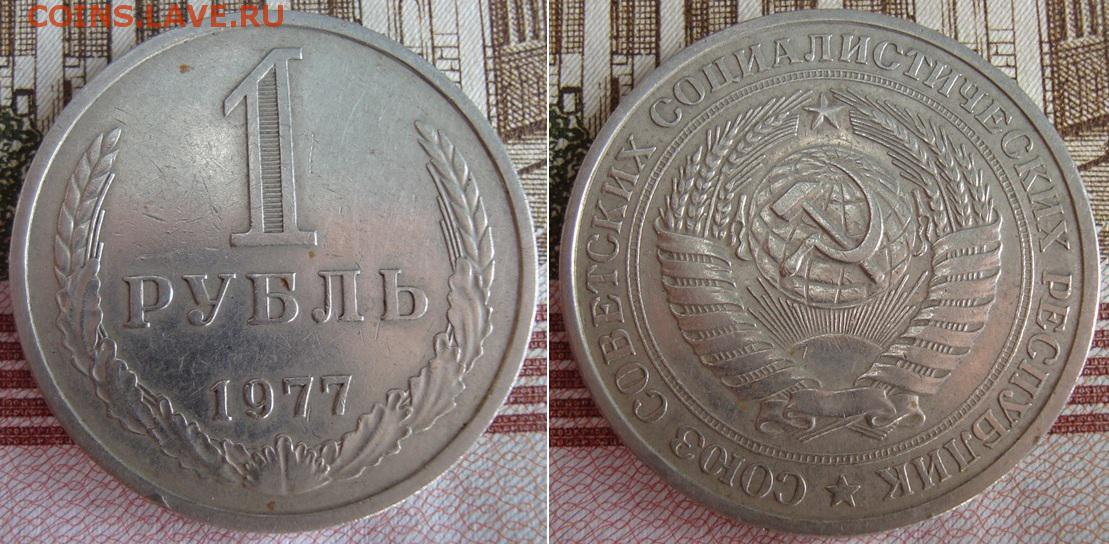 COINS.LAVE.RU
1
РУБЛЬ
1977
СОЮЗ СОВЕТСКИХ СОЦИАЛИСТИЧЕСКИХ РЕСПУБЛИК